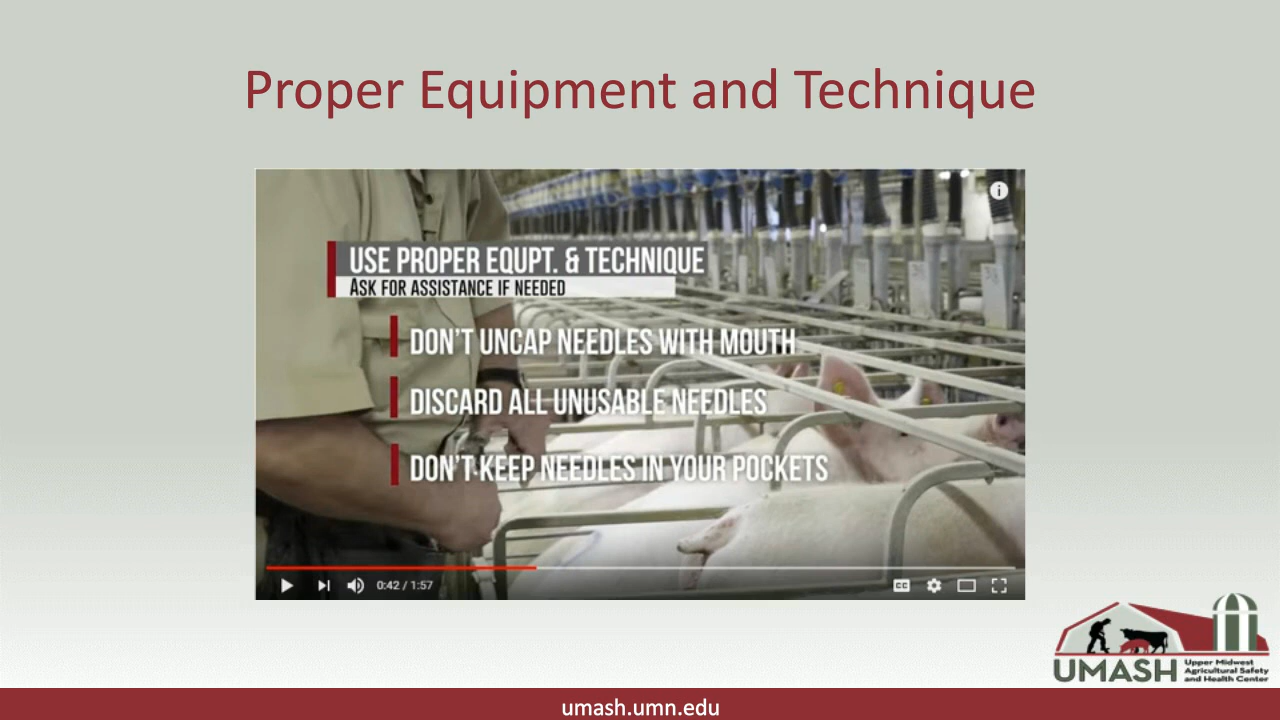 Proper Equipment and Technique
USE PROPER EQUPT. & TECHNIQUE
ASK FOR ASSISTANCE IF NEEDED
DON'T UNCAP NEEDLES WITH MOUTH
DISCARD ALL UNUSABLE NEEDLES
DON'T KEEP NEEDLES IN YOUR POCKETS
0:42 / 1:57
CC
UMASH
Upper Midwest
Agricultural Safety
and Health Center
umash.umn.edu